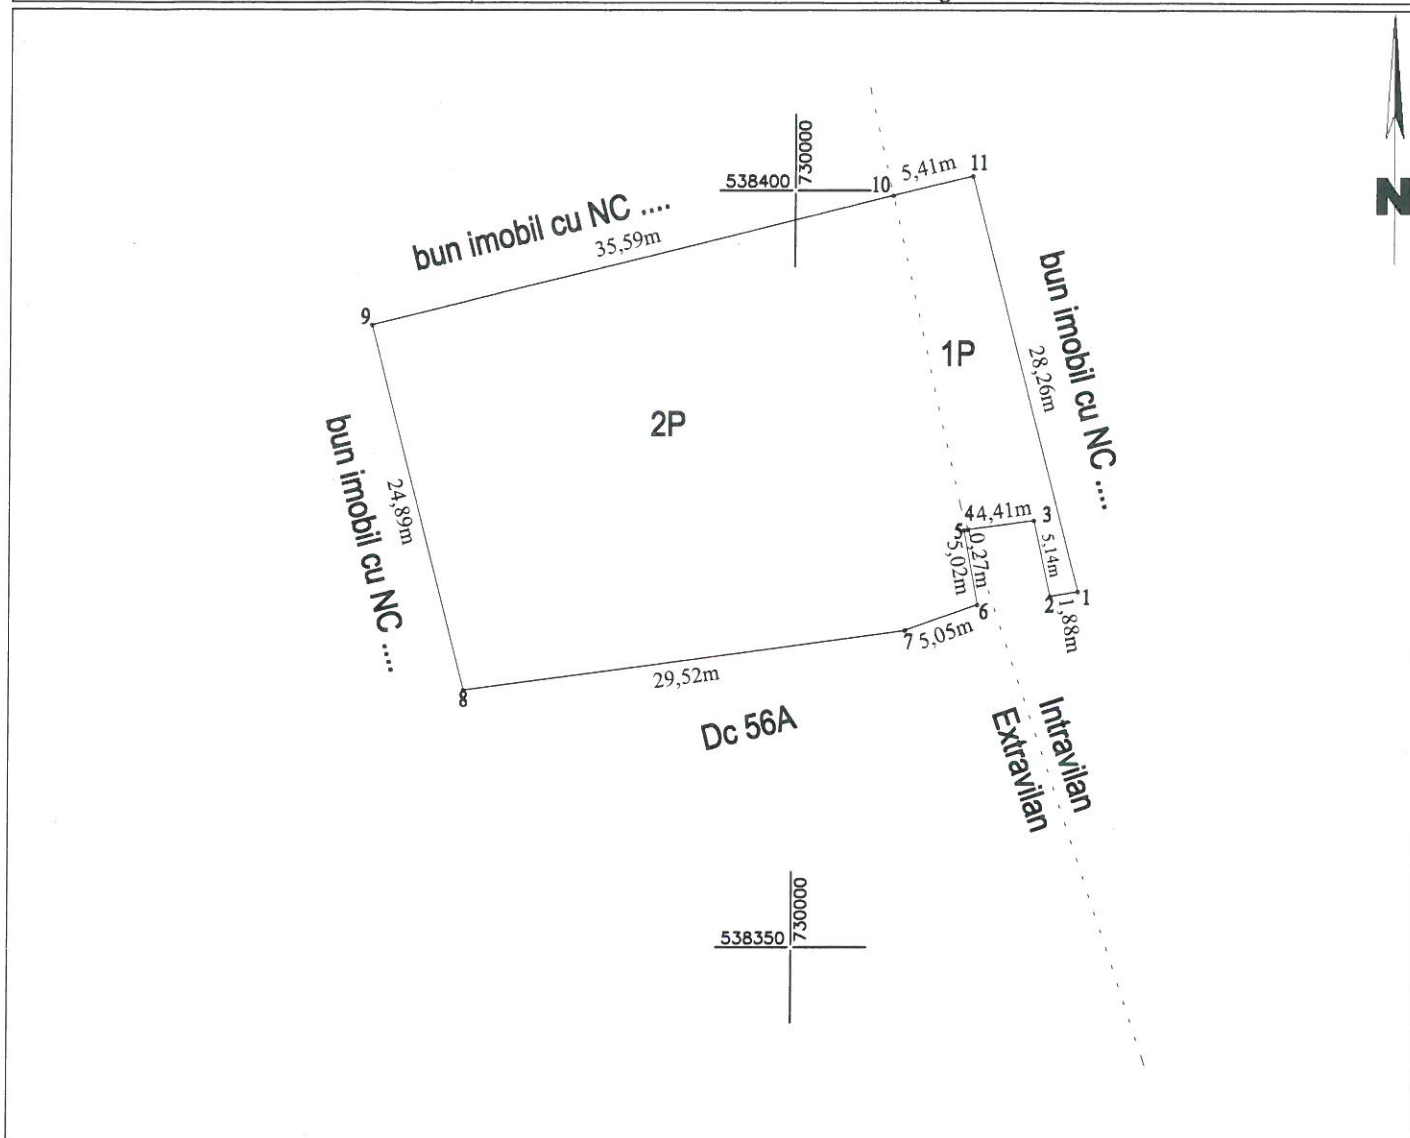 538400
730000
10
5,41m
11
N
bun imobil cu NC ....
35,59m
9
bun imobil cu NC ....
28,26m
1P
2P
bun imobil cu NC ....
24,89m
4
4,41m
3
5
0,27m
5,02m
5,14m
6
2
1
1,88m
7
5,05m
8
29,52m
Dc 56A
Intravilan
Extravilan
538350
730000